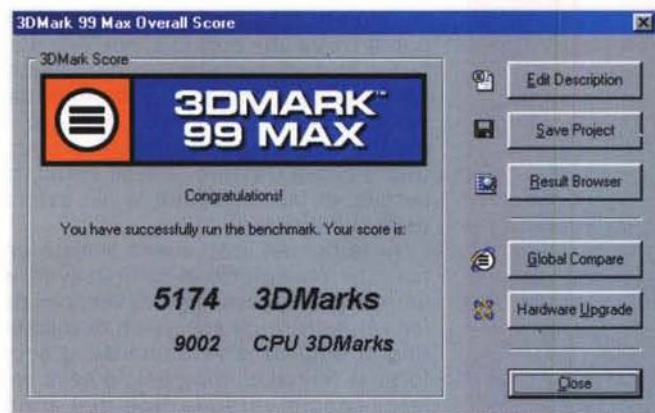 3DMark 99 Max Overall Score
3DMark Score
3DMARK™
99 MAX
Congratulations!
You have successfully run the benchmark. Your score is:
5174 3DMarks
9002 CPU 3DMarks
Edit Description
Save Project
Result Browser
Global Compare
Hardware Upgrade
Close